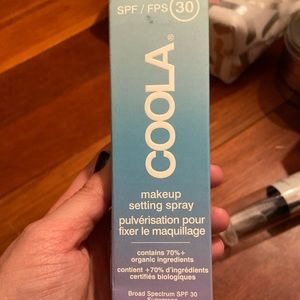 SPF / FPS 30
COOLA®
makeup
setting spray
pulvérisation pour
fixer le maquillage
contains 70%+
organic ingredients
contient +70% d'ingrédients
certifiés biologiques
Broad Spectrum SPF 30
Sunscreen